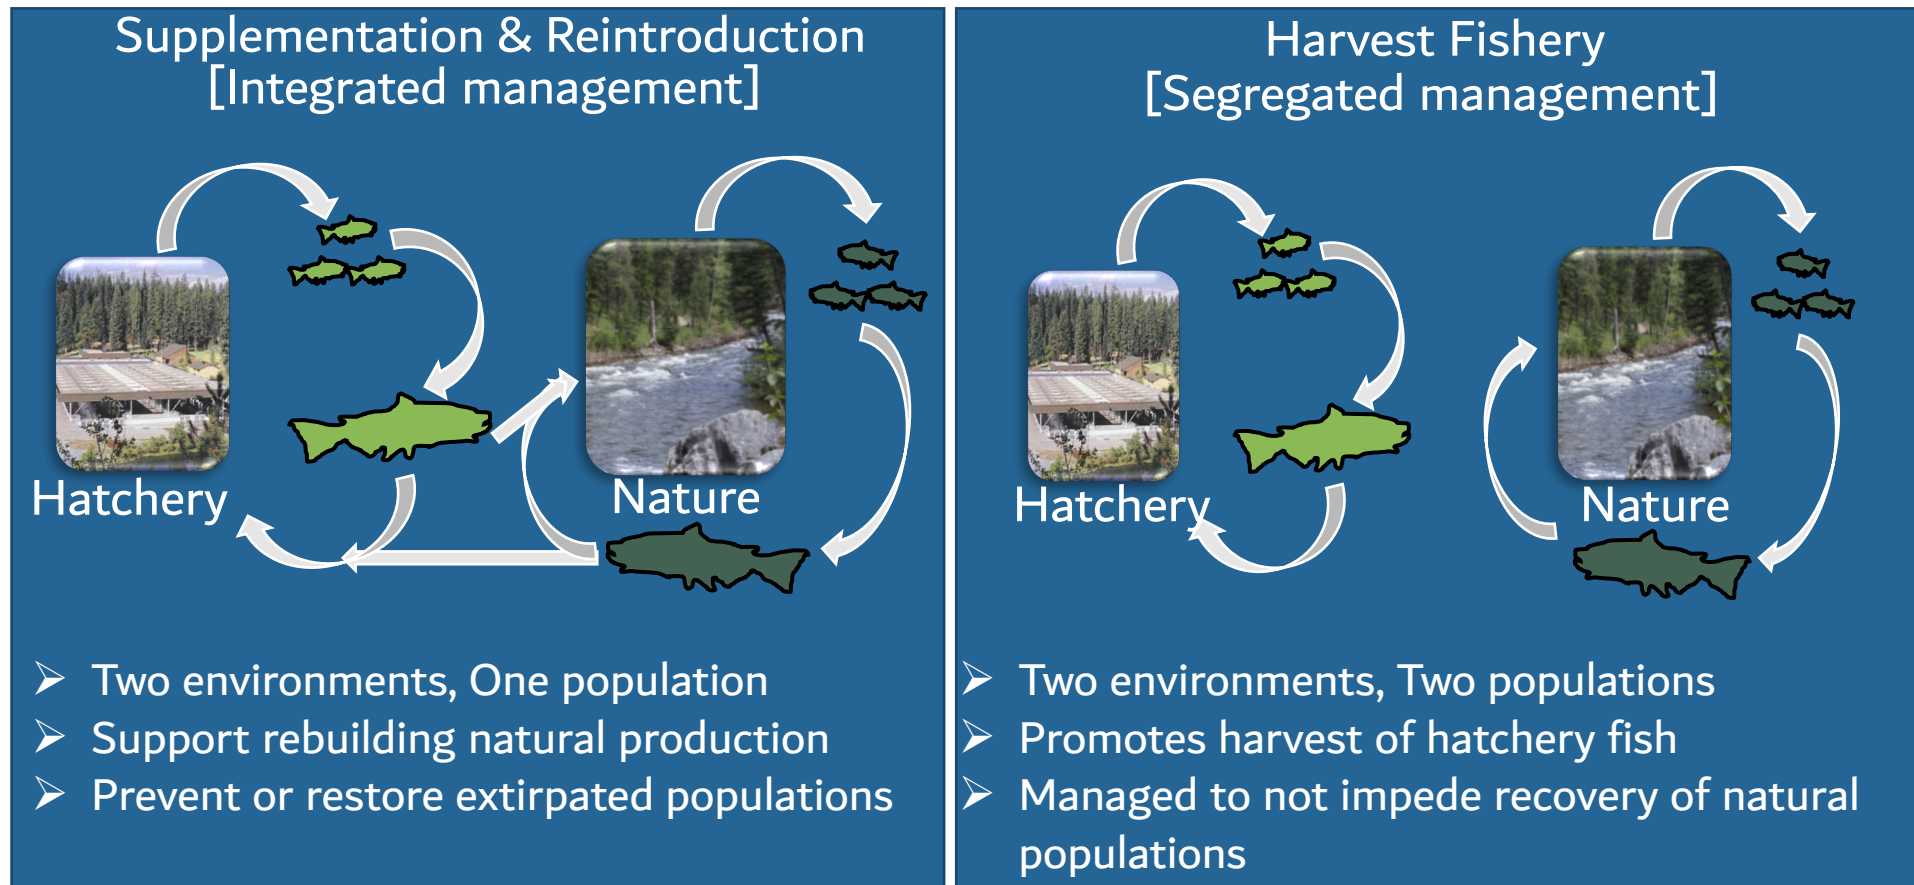 Supplementation & Reintroduction
[Integrated management]
Hatchery
Nature
➢ Two environments, One population
➢ Support rebuilding natural production
➢ Prevent or restore extirpated populations
Harvest Fishery
[Segregated management]
Hatchery
Nature
➢ Two environments, Two populations
➢ Promotes harvest of hatchery fish
➢ Managed to not impede recovery of natural
populations